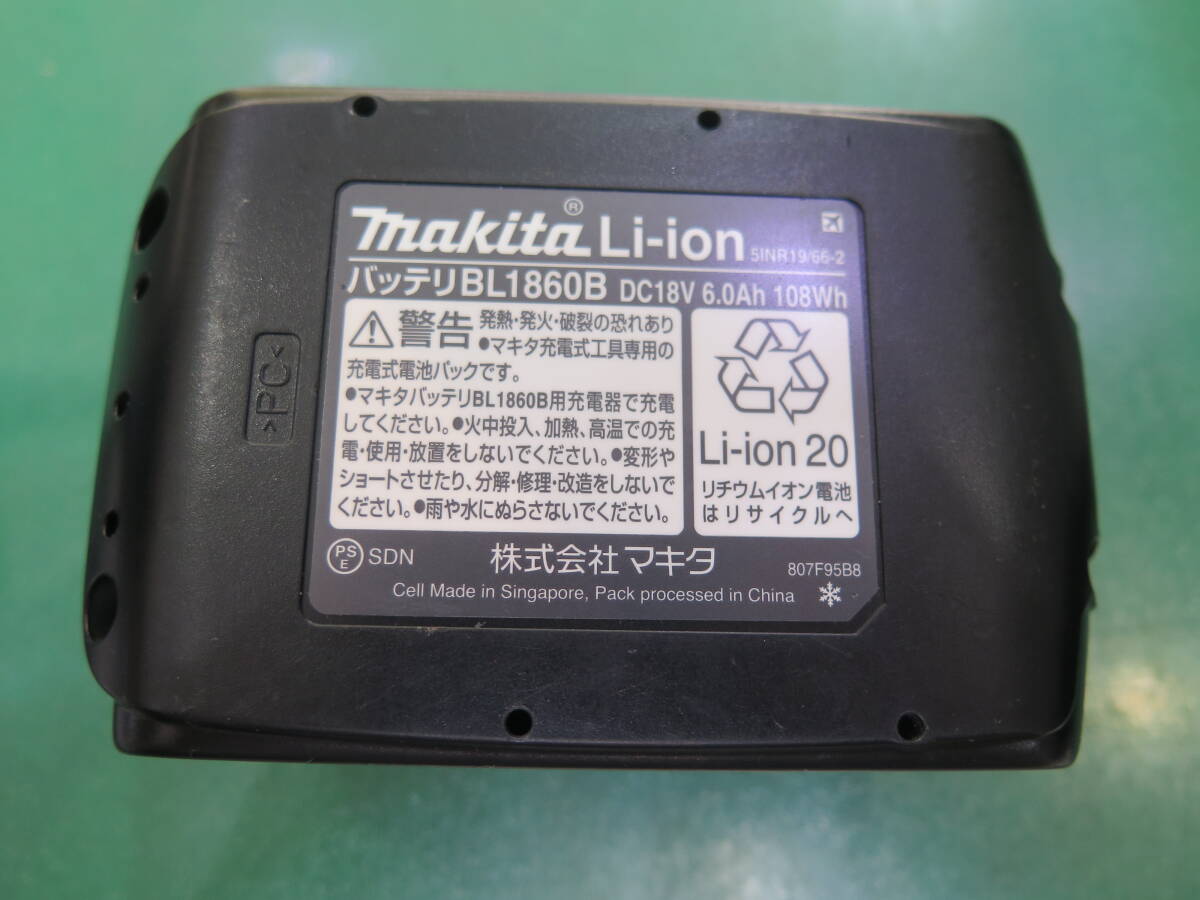 makita® Li-ion
5INR19/66-2
バッテリBL1860B DC18V 6.0Ah 108Wh
警告 発熱・発火・破裂の恐れあり
●マキタ充電式工具専用の
充電式電池パックです。
●マキタバッテリBL1860B用充電器で充電
してください。●火中投入、加熱、高温での充
電・使用・放置をしないでください。●変形や
ショートさせたり、分解・修理・改造をしないで
ください。●雨や水にぬらさないでください。
Li-ion 20
リチウムイオン電池
はリサイクルへ
PS
E
SDN
株式会社マキタ
807F95B8
Cell Made in Singapore, Pack processed in China
>PC<